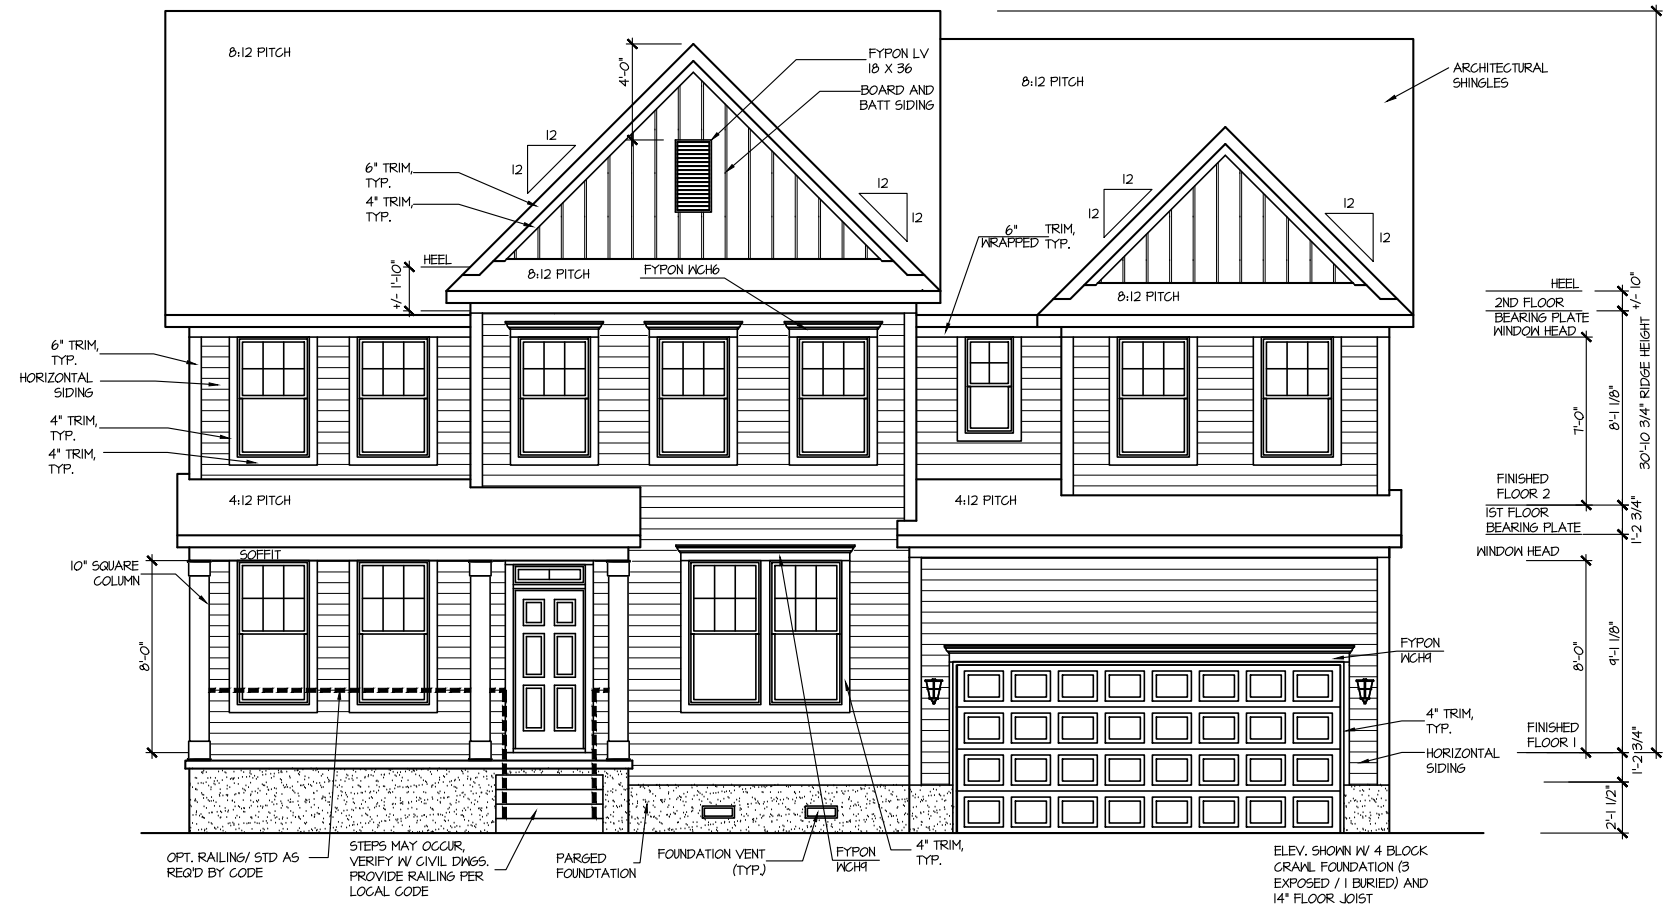 8:12 PITCH
4'-0"
FYPON LV
18 X 36
BOARD AND
BATT SIDING
8:12 PITCH
ARCHITECTURAL
SHINGLES
12
12
6" TRIM,
TYP.
4" TRIM,
TYP.
12
12
12
12
12
12
6" TRIM,
WRAPPED TYP.
HEEL
+/- 1'-10"
8:12 PITCH
FYPON WCH6
8:12 PITCH
HEEL
+/- 10"
2ND FLOOR
BEARING PLATE
WINDOW HEAD
6" TRIM,
TYP.
HORIZONTAL
SIDING
4" TRIM,
TYP.
4" TRIM,
TYP.
7'-0"
8'-1 1/8"
30'-10 3/4" RIDGE HEIGHT
4:12 PITCH
4:12 PITCH
FINISHED
FLOOR 2
1ST FLOOR
BEARING PLATE
1'-2 3/4"
WINDOW HEAD
SOFFIT
10" SQUARE
COLUMN
8'-0"
8'-0"
9'-1 1/8"
FYPON
WCH9
4" TRIM,
TYP.
HORIZONTAL
SIDING
FINISHED
FLOOR 1
1'-2 3/4"
2'-1 1/2"
OPT. RAILING/ STD AS
REQ'D BY CODE
STEPS MAY OCCUR,
VERIFY W/ CIVIL DWGS.
PROVIDE RAILING PER
LOCAL CODE
PARGED
FOUNDTATION
FOUNDATION VENT
(TYP.)
FYPON
WCH9
4" TRIM,
TYP.
ELEV. SHOWN W/ 4 BLOCK
CRAWL FOUNDATION (3
EXPOSED / 1 BURIED) AND
14" FLOOR JOIST